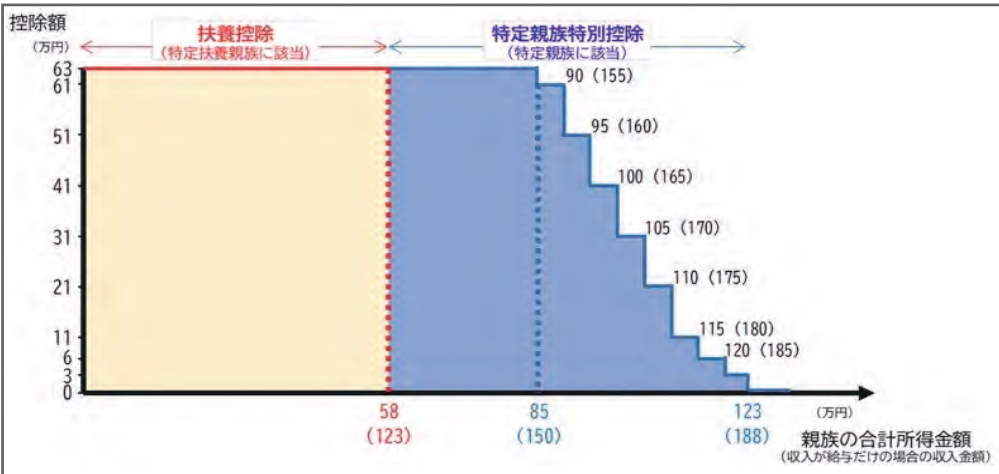 控除額
(万円)
扶養控除
(特定扶養親族に該当)
特定親族特別控除
(特定親族に該当)
63
61
51
41
31
21
11
6
3
0
90 (155)
95 (160)
100 (165)
105 (170)
110 (175)
115 (180)
120 (185)
58
(123)
85
(150)
123
(188)
(万円)
親族の合計所得金額
(収入が給与だけの場合の収入金額)